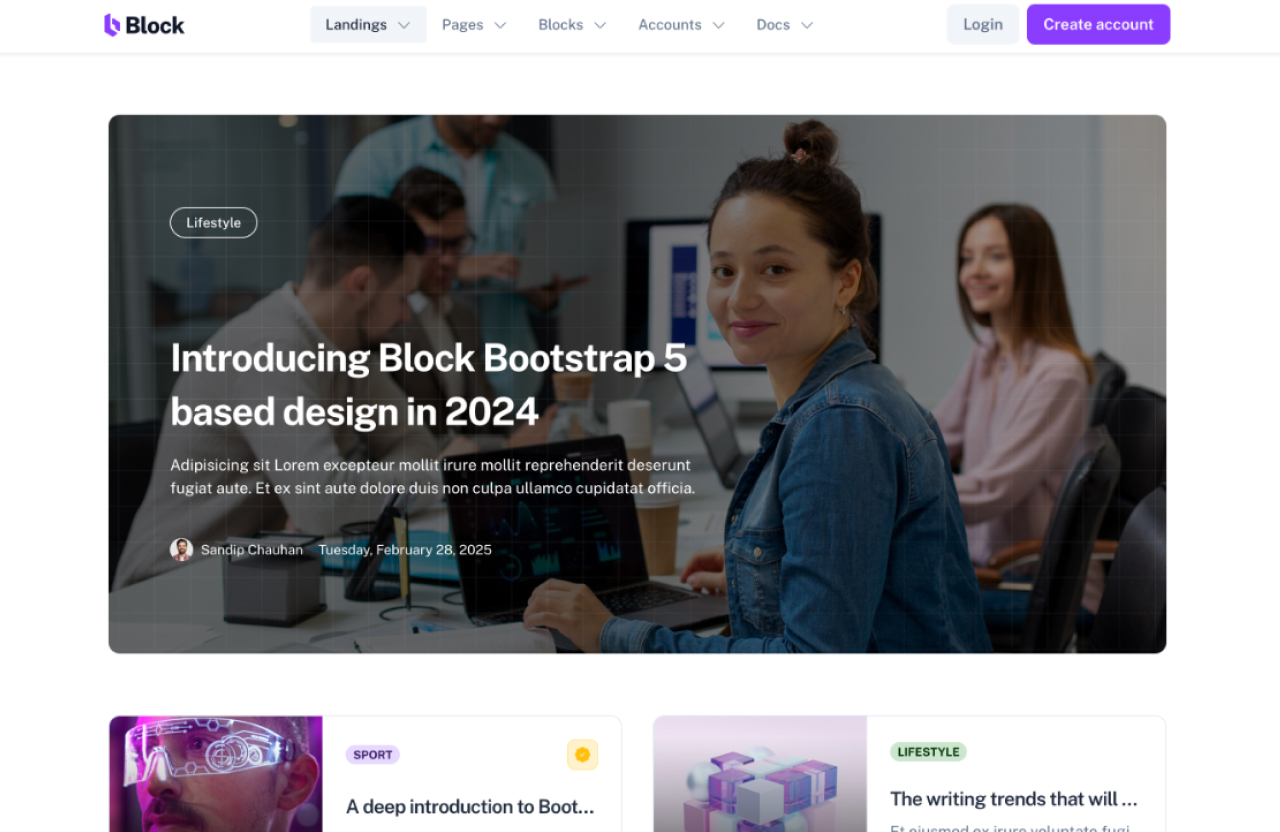 Block
Landings
Pages
Blocks
Accounts
Docs
Login
Create account
Lifestyle
Introducing Block Bootstrap 5
based design in 2024
Adipisicing sit Lorem excepteur mollit irure mollit reprehenderit deserunt
fugiat aute. Et ex sint aute dolore duis non culpa ullamco cupidatat officia.
Sandip Chauhan Tuesday, February 28, 2025
SPORT
A deep introduction to Boot...
LIFESTYLE
The writing trends that will ...
Et eiusmod ex irure voluptate fugi